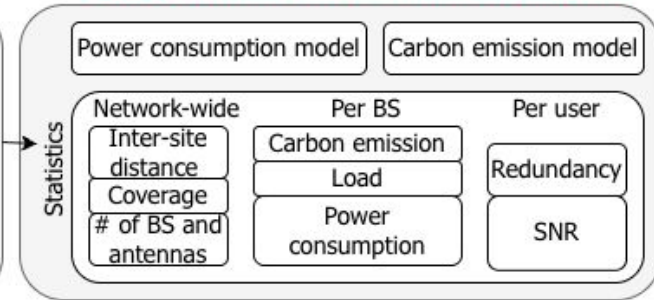 Power consumption model
Carbon emission model
Statistics
Network-wide
Inter-site
distance
Coverage
# of BS and
antennas
Per BS
Carbon emission
Load
Power
consumption
Per user
Redundancy
SNR